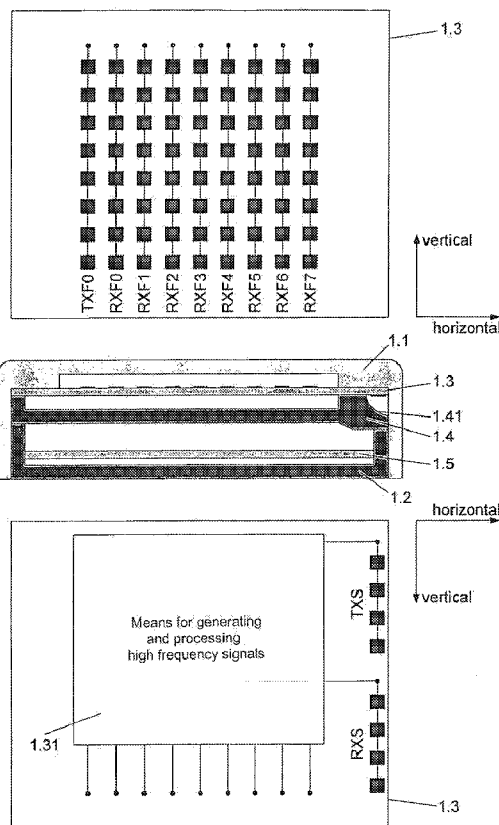 1.3
TXF0
RXF0
RXF1
RXF2
RXF3
RXF4
RXF5
RXF6
RXF7
vertical
horizontal
1.1
1.3
1.41
1.4
1.5
1.2
horizontal
vertical
TXS
Means for generating
and processing
high frequency signals
RXS
1.31
1.3